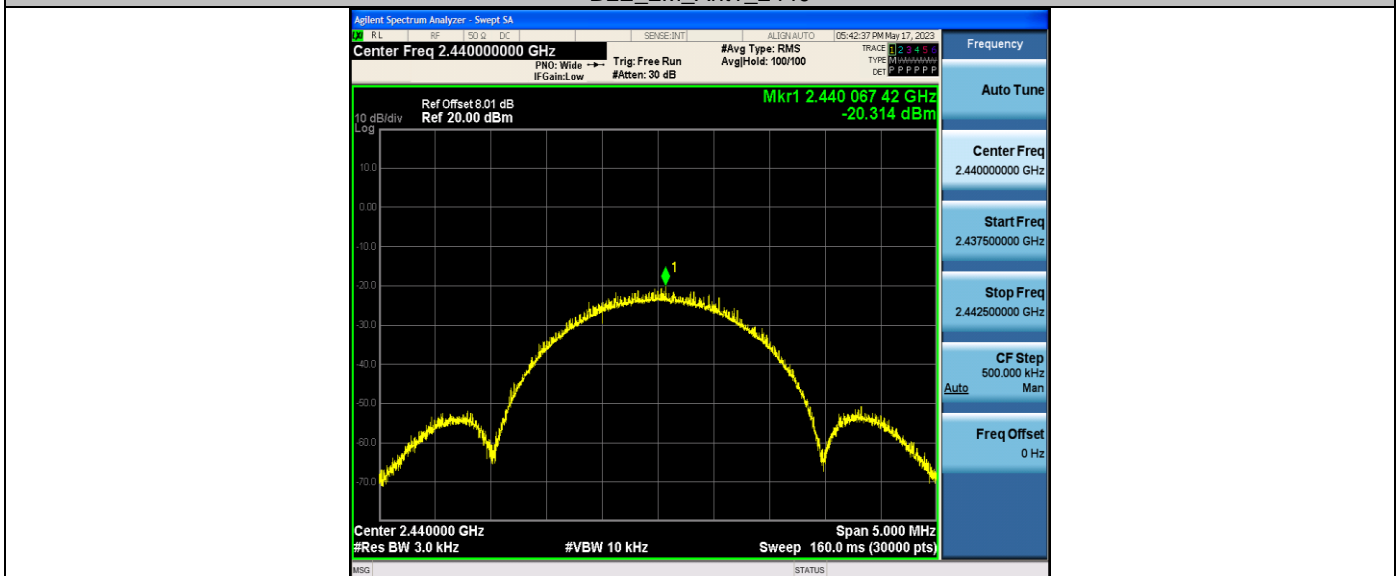 Agilent Spectrum Analyzer - Swept SA
RL RF 50 Ω DC SENSE:INT ALIGN AUTO 05:42:37 PM May 17, 2023
Center Freq 2.440000000 GHz
PNO: Wide
IFGain:Low
Trig: Free Run
#Atten: 30 dB
#Avg Type: RMS
Avg|Hold: 100/100
TRACE 1 2 3 4 5 6
TYPE M
DET P P P P P P
Frequency
Auto Tune
Center Freq
2.440000000 GHz
Start Freq
2.437500000 GHz
Stop Freq
2.442500000 GHz
CF Step
500.000 kHz
Auto Man
Freq Offset
0 Hz
Mkr1 2.440 067 42 GHz
-20.314 dBm
Ref Offset 8.01 dB
10 dB/div Ref 20.00 dBm
Log
10.0
0.00
-10.0
1
-20.0
-30.0
-40.0
-50.0
-60.0
-70.0
Center 2.440000 GHz Span 5.000 MHz
#Res BW 3.0 kHz #VBW 10 kHz Sweep 160.0 ms (30000 pts)
MSG STATUS